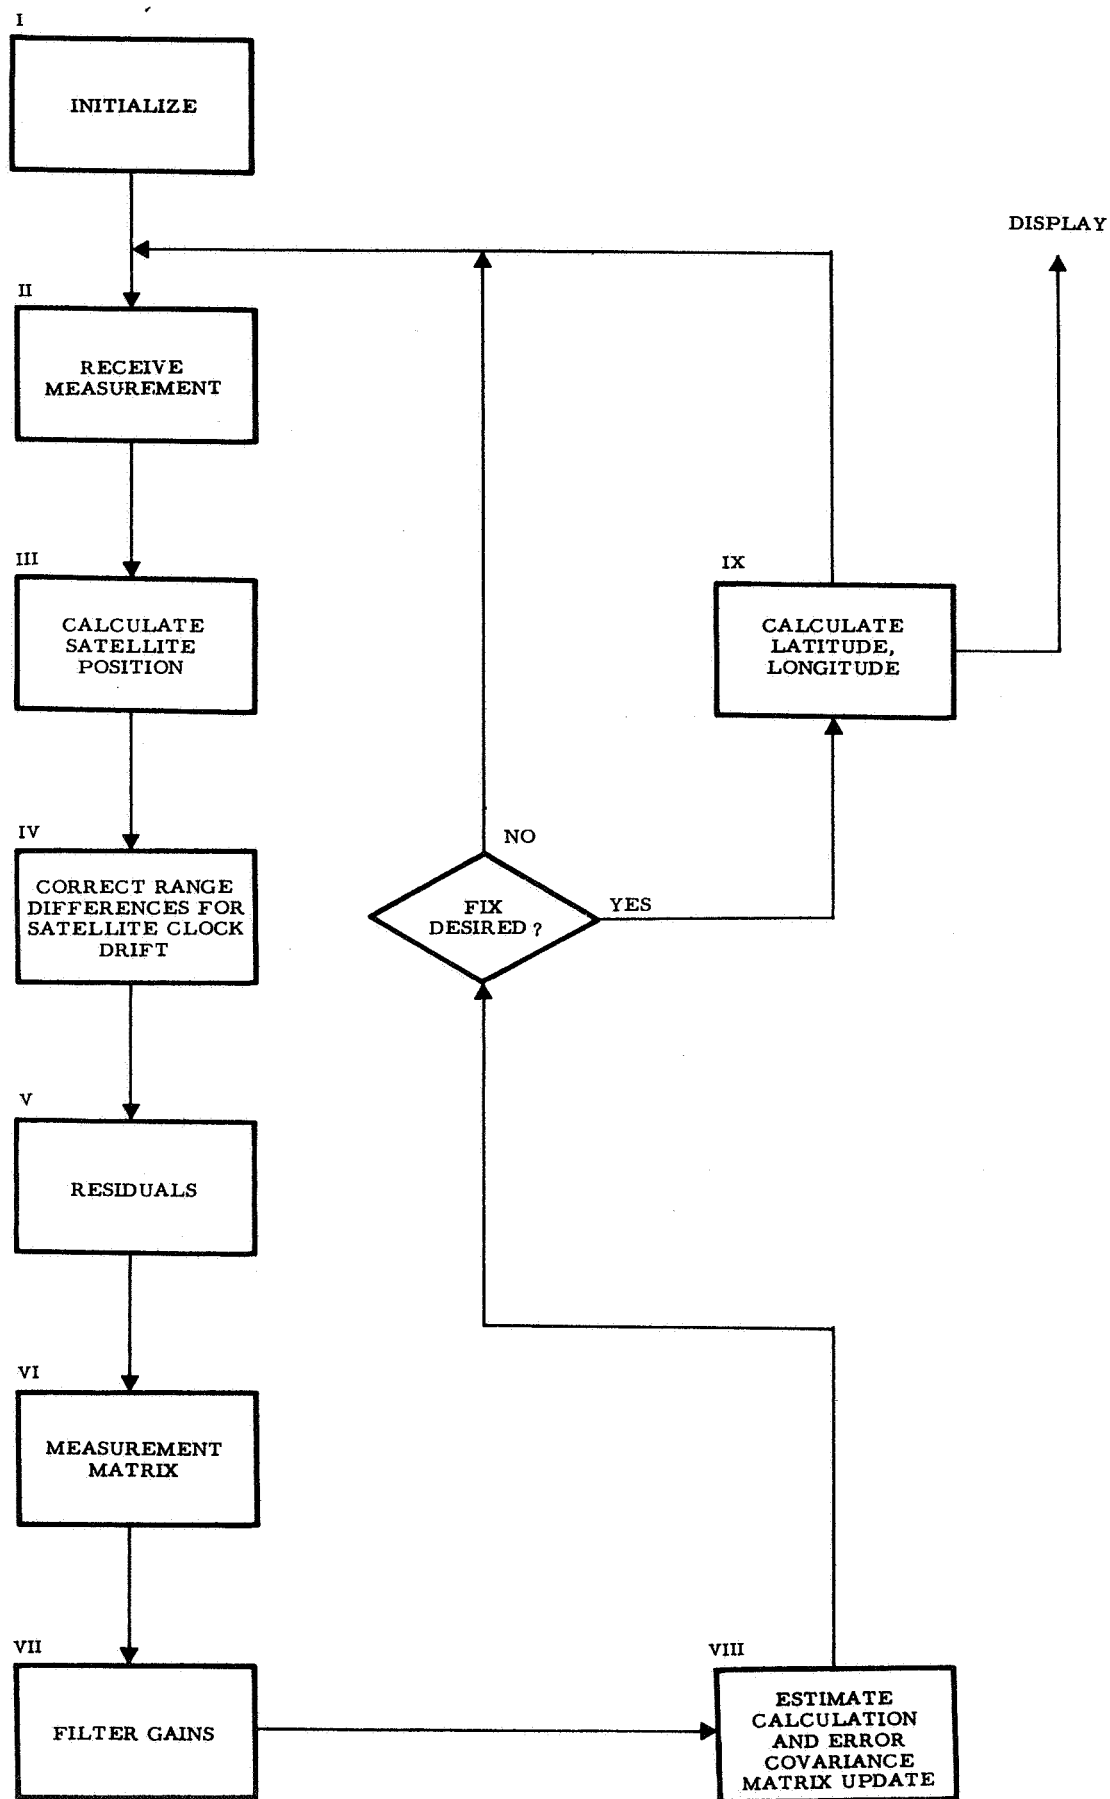 I
INITIALIZE
DISPLAY
II
RECEIVE
MEASUREMENT
III
CALCULATE
SATELLITE
POSITION
IX
CALCULATE
LATITUDE,
LONGITUDE
IV
CORRECT RANGE
DIFFERENCES FOR
SATELLITE CLOCK
DRIFT
NO
FIX
DESIRED ?
YES
V
RESIDUALS
VI
MEASUREMENT
MATRIX
VII
FILTER GAINS
VIII
ESTIMATE
CALCULATION
AND ERROR
COVARIANCE
MATRIX UPDATE